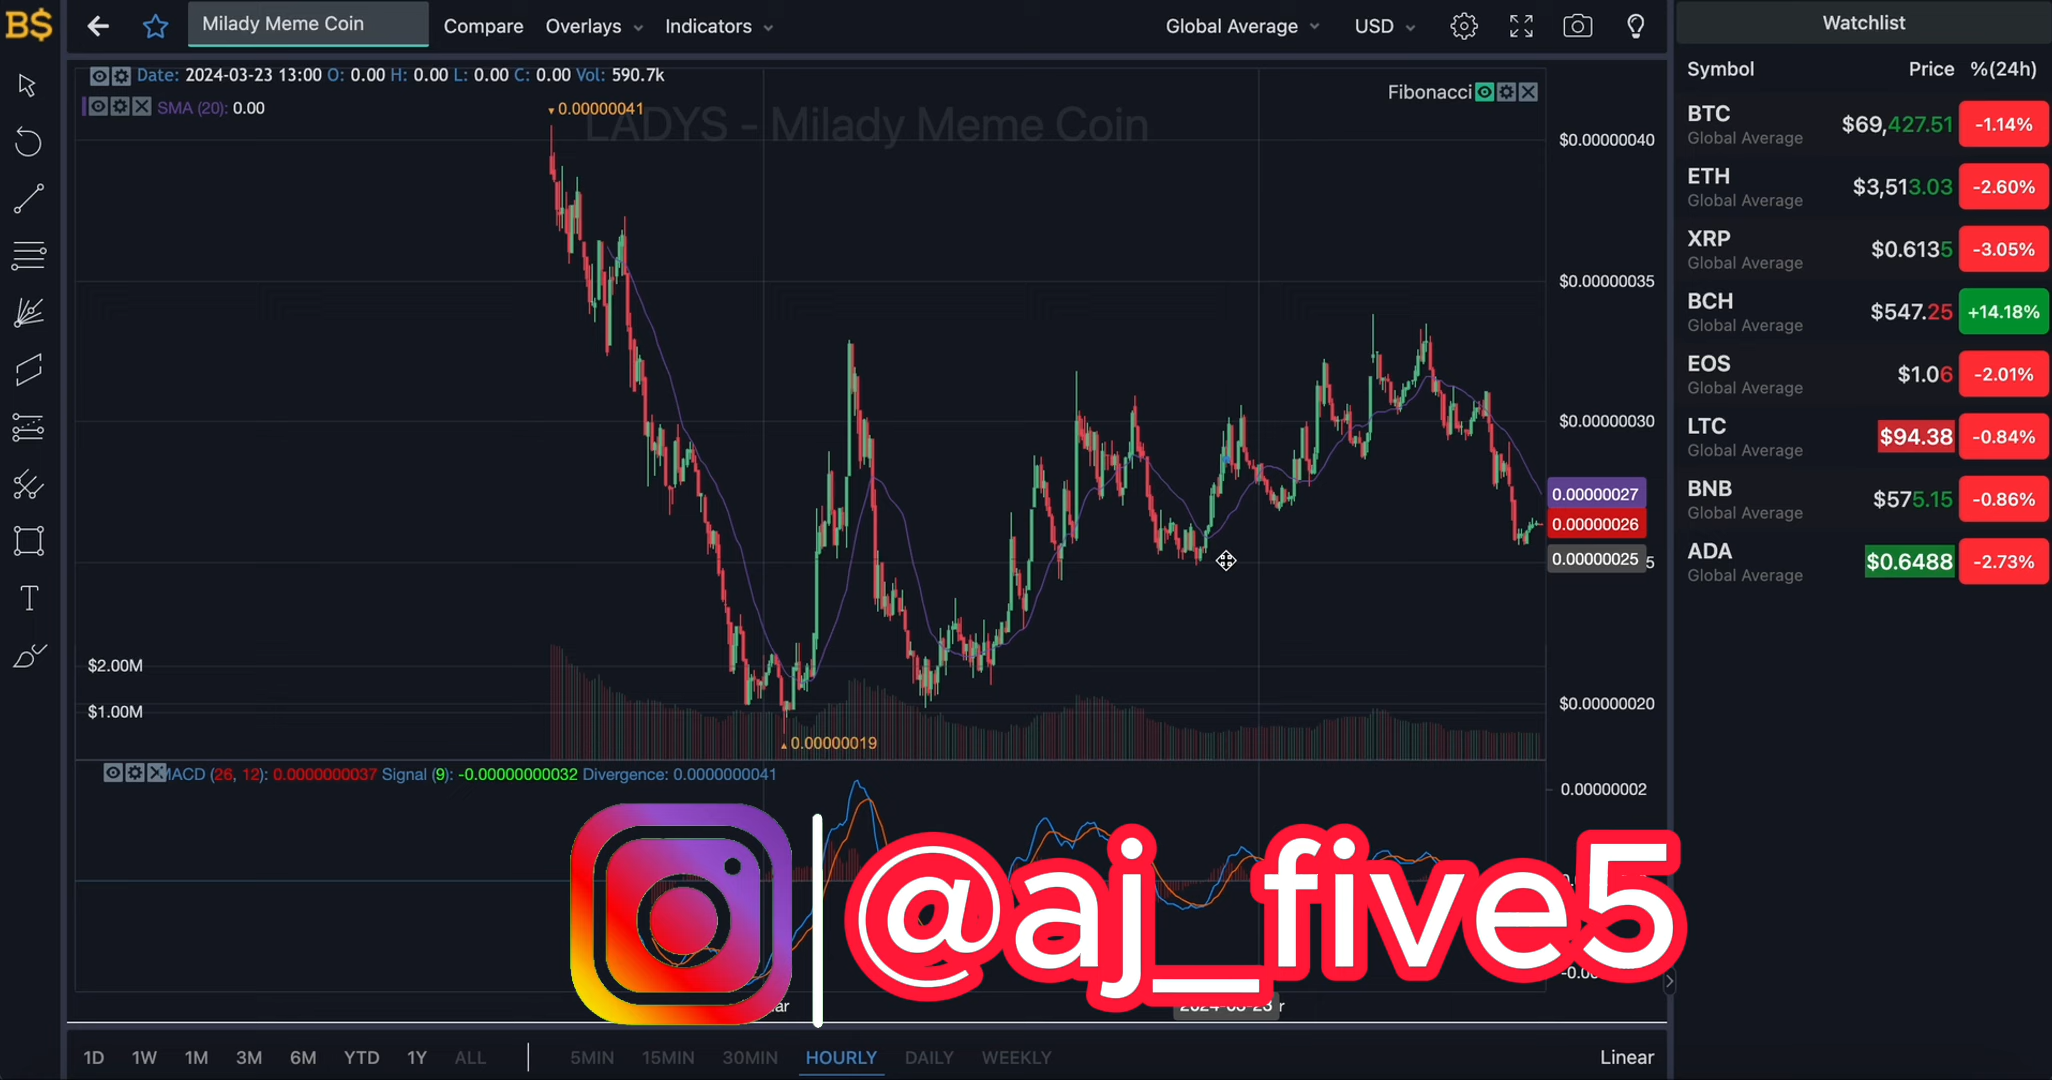 B$
Milady Meme Coin
Compare
Overlays
Indicators
Global Average
USD
Watchlist
Date: 2024-03-23 13:00 O: 0.00 H: 0.00 L: 0.00 C: 0.00 Vol: 590.7k
SMA (20): 0.00
0.00000041
LADYS - Milady Meme Coin
Fibonacci
$0.00000040
$0.00000035
$0.00000030
0.00000027
0.00000026
0.00000025
5
$0.00000020
$2.00M
$1.00M
0.00000019
MACD (26, 12): 0.0000000037 Signal (9): -0.00000000032 Divergence: 0.0000000041
0.00000002
@aj_five5
2024-03-23
T
1D 1W 1M 3M 6M YTD 1Y ALL
5MIN 15MIN 30MIN HOURLY DAILY WEEKLY
Linear
Symbol Price %(24h)
BTC $69,427.51 -1.14%
Global Average
ETH $3,513.03 -2.60%
Global Average
XRP $0.6135 -3.05%
Global Average
BCH $547.25 +14.18%
Global Average
EOS $1.06 -2.01%
Global Average
LTC $94.38 -0.84%
Global Average
BNB $575.15 -0.86%
Global Average
ADA $0.6488 -2.73%
Global Average